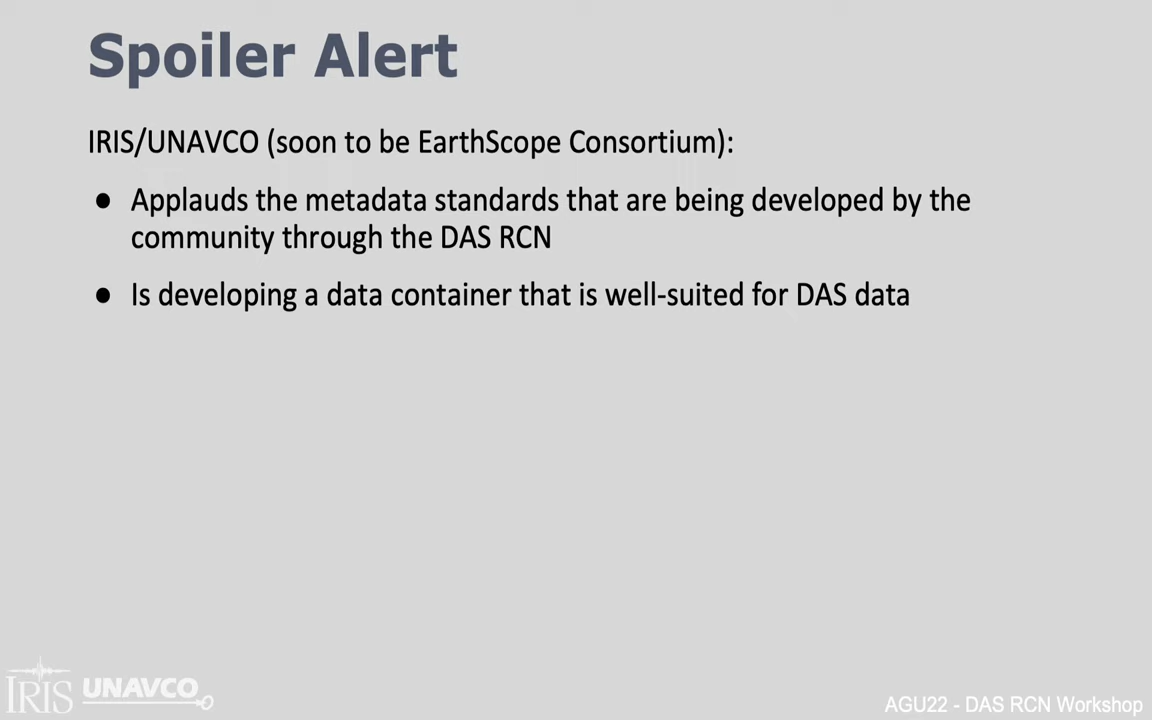 Spoiler Alert
IRIS/UNAVCO (soon to be EarthScope Consortium):
● Applauds the metadata standards that are being developed by the
community through the DAS RCN
● Is developing a data container that is well-suited for DAS data
IRIS UNAVCO
AGU22 - DAS RCN Workshop